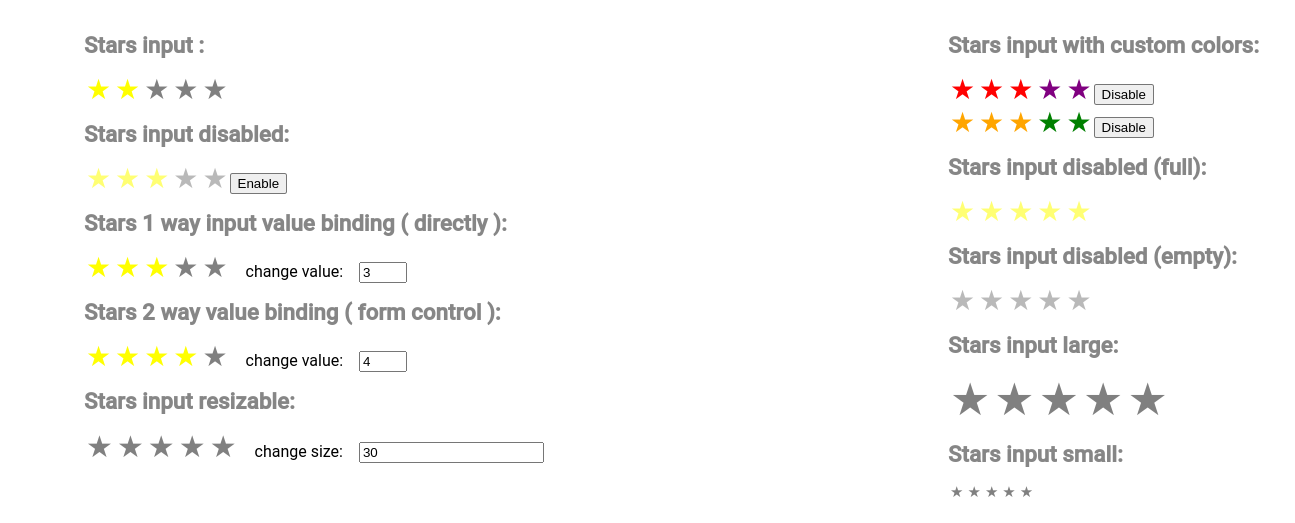 Stars input :
Stars input disabled:
Enable
Stars 1 way input value binding ( directly ):
change value: 3
Stars 2 way value binding ( form control ):
change value: 4
Stars input resizable:
change size: 30
Stars input with custom colors:
Disable
Disable
Stars input disabled (full):
Stars input disabled (empty):
Stars input large:
Stars input small: